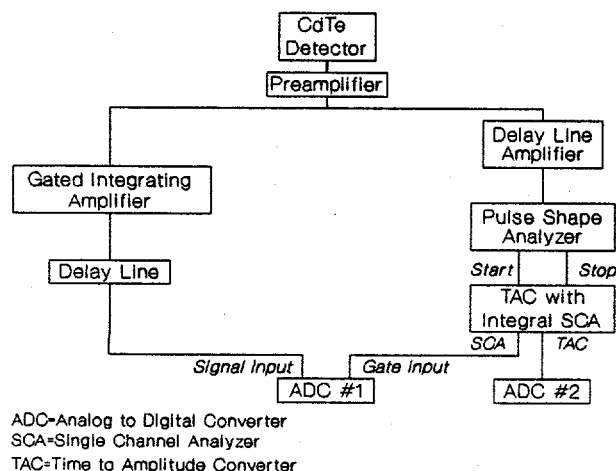 CdTe
Detector
Preamplifier
Delay Line
Amplifier
Gated Integrating
Amplifier
Pulse Shape
Analyzer
Delay Line
Start
Stop
TAC with
Integral SCA
SCA
TAC
Signal Input
Gate Input
ADC #1
ADC #2
ADC=Analog to Digital Converter
SCA=Single Channel Analyzer
TAC=Time to Amplitude Converter